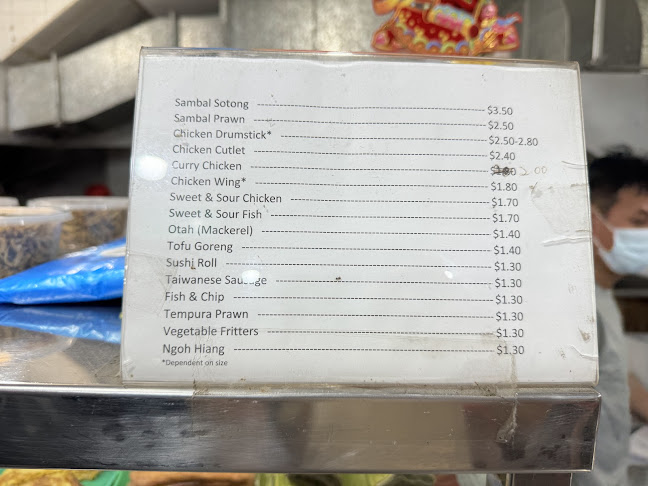 Sambal Sotong $3.50
Sambal Prawn $2.50
Chicken Drumstick* $2.50-2.80
Chicken Cutlet $2.40
Curry Chicken 2.00
Chicken Wing* $1.80
Sweet & Sour Chicken $1.70
Sweet & Sour Fish $1.70
Otah (Mackerel) $1.40
Tofu Goreng $1.40
Sushi Roll $1.30
Taiwanese Sausage $1.30
Fish & Chip $1.30
Tempura Prawn $1.30
Vegetable Fritters $1.30
Ngoh Hiang $1.30
*Dependent on size